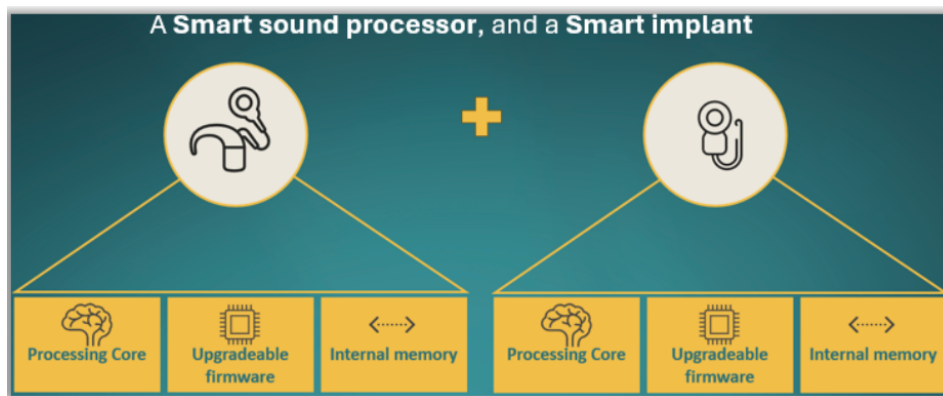 A Smart sound processor, and a Smart implant
Processing Core
Upgradeable
firmware
Internal memory
Processing Core
Upgradeable
firmware
Internal memory